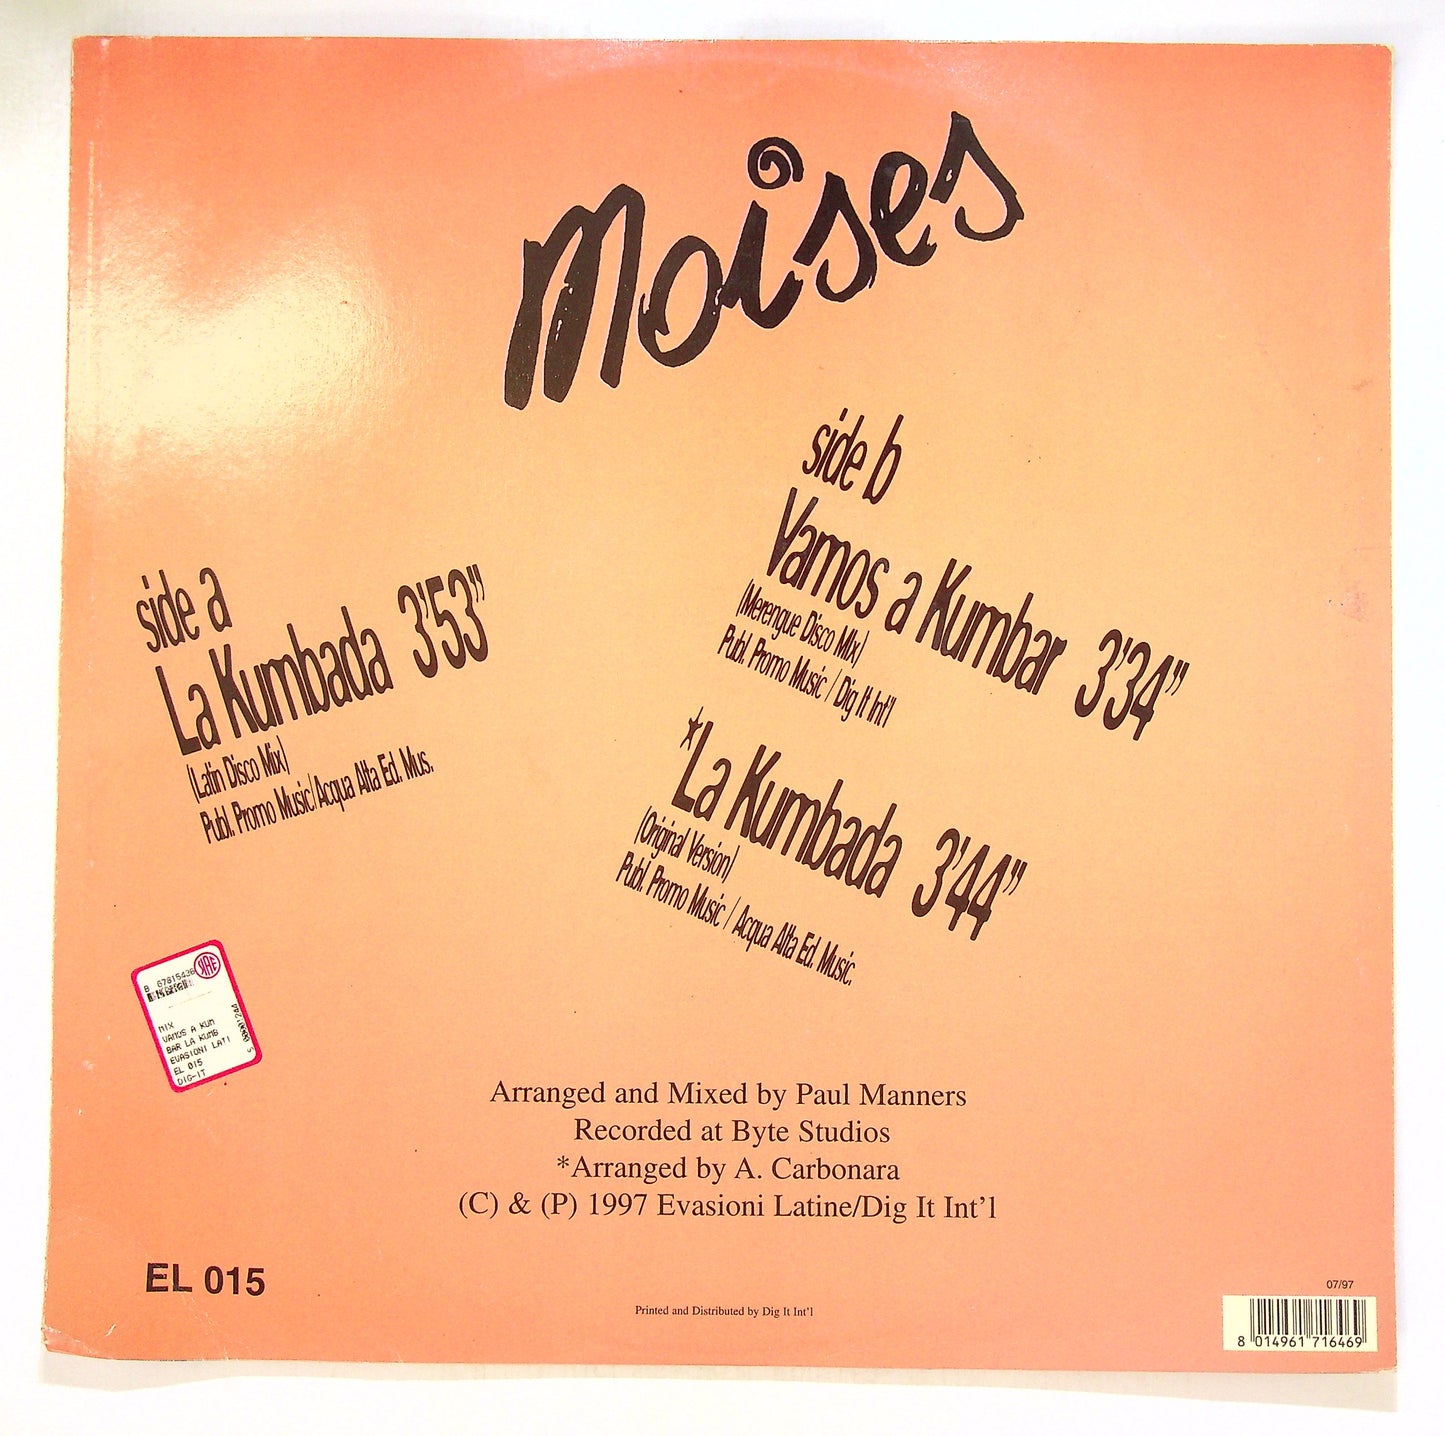 Moises
side a
La Kumbada 3'53"
(Latin Disco Mix)
Publ. Promo Music/Acqua Alta Ed. Mus.
side b
Vamos a Kumbar 3'34"
(Merengue Disco Mix)
Publ. Promo Music / Dig It Int'l
*La Kumbada 3'44"
(Original Version)
Publ. Promo Music / Acqua Alta Ed. Music.
B 67815436
MIX
VAMOS A KUM
BAR LA KUMB
EVASIONI LATI
EL 015
DIG-IT
Arranged and Mixed by Paul Manners
Recorded at Byte Studios
*Arranged by A. Carbonara
(C) & (P) 1997 Evasioni Latine/Dig It Int'l
EL 015
Printed and Distributed by Dig It Int'l
07/97
8 014961 716469